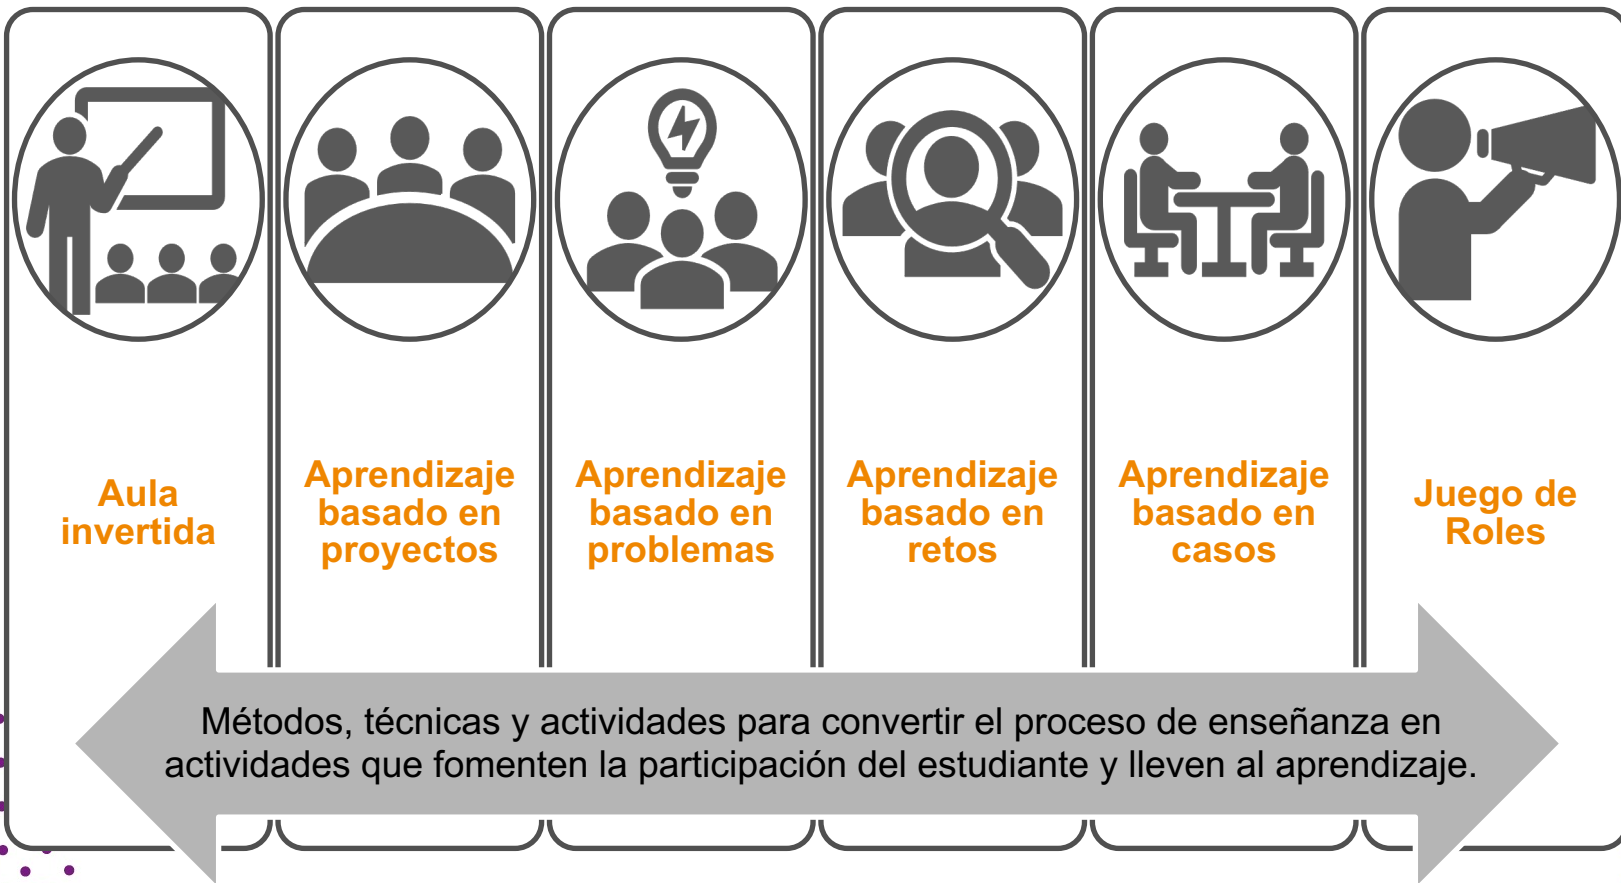 Aula
invertida
Aprendizaje
basado en
proyectos
Aprendizaje
basado en
problemas
Aprendizaje
basado en
retos
Aprendizaje
basado en
casos
Juego de
Roles
Métodos, técnicas y actividades para convertir el proceso de enseñanza en
actividades que fomenten la participación del estudiante y lleven al aprendizaje.